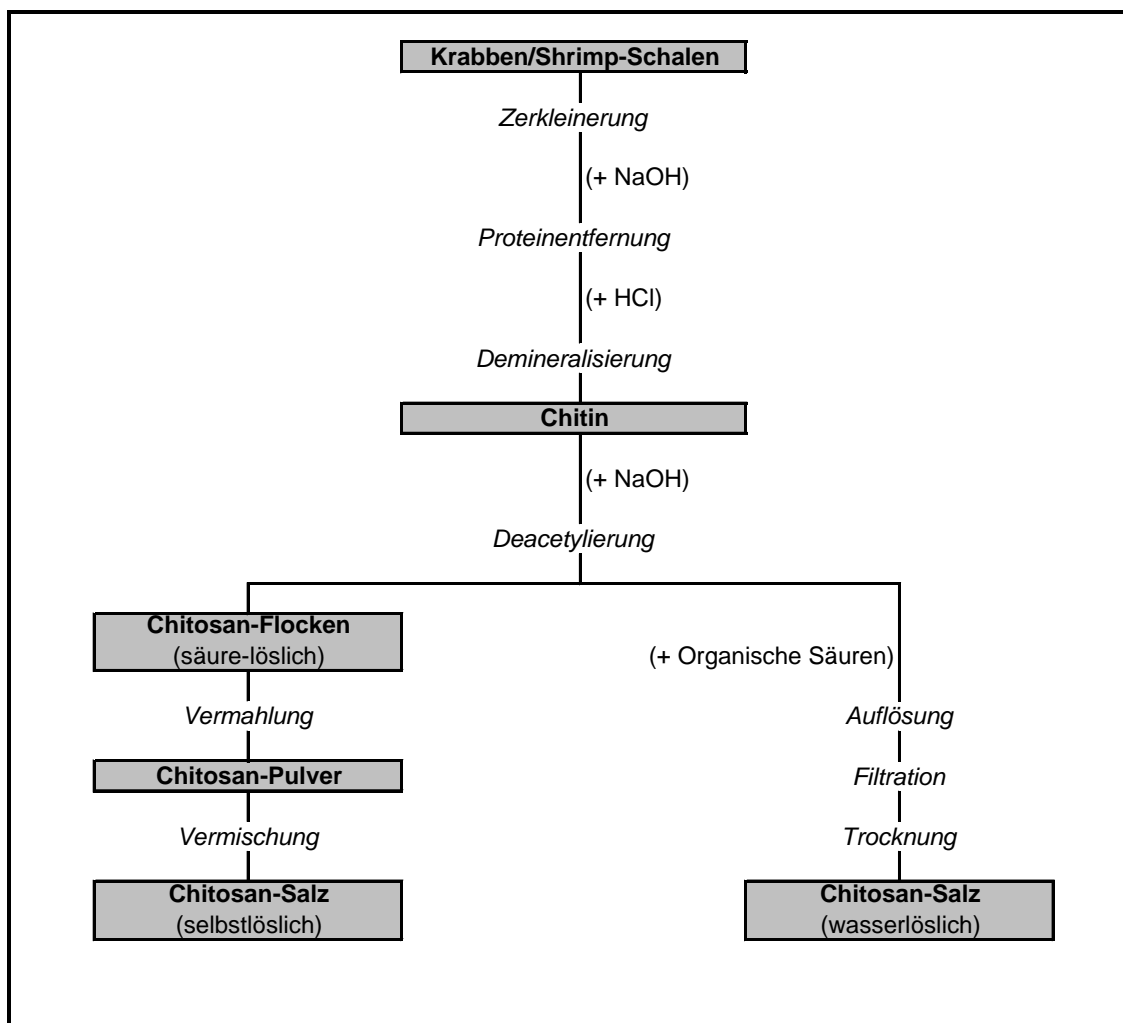 Krabben/Shrimp-Schalen
Zerkleinerung
(+ NaOH)
Proteinentfernung
(+ HCl)
Demineralisierung
Chitin
(+ NaOH)
Deacetylierung
Chitosan-Flocken
(säure-löslich)
Vermahlung
Chitosan-Pulver
Vermischung
Chitosan-Salz
(selbstlöslich)
(+ Organische Säuren)
Auflösung
Filtration
Trocknung
Chitosan-Salz
(wasserlöslich)